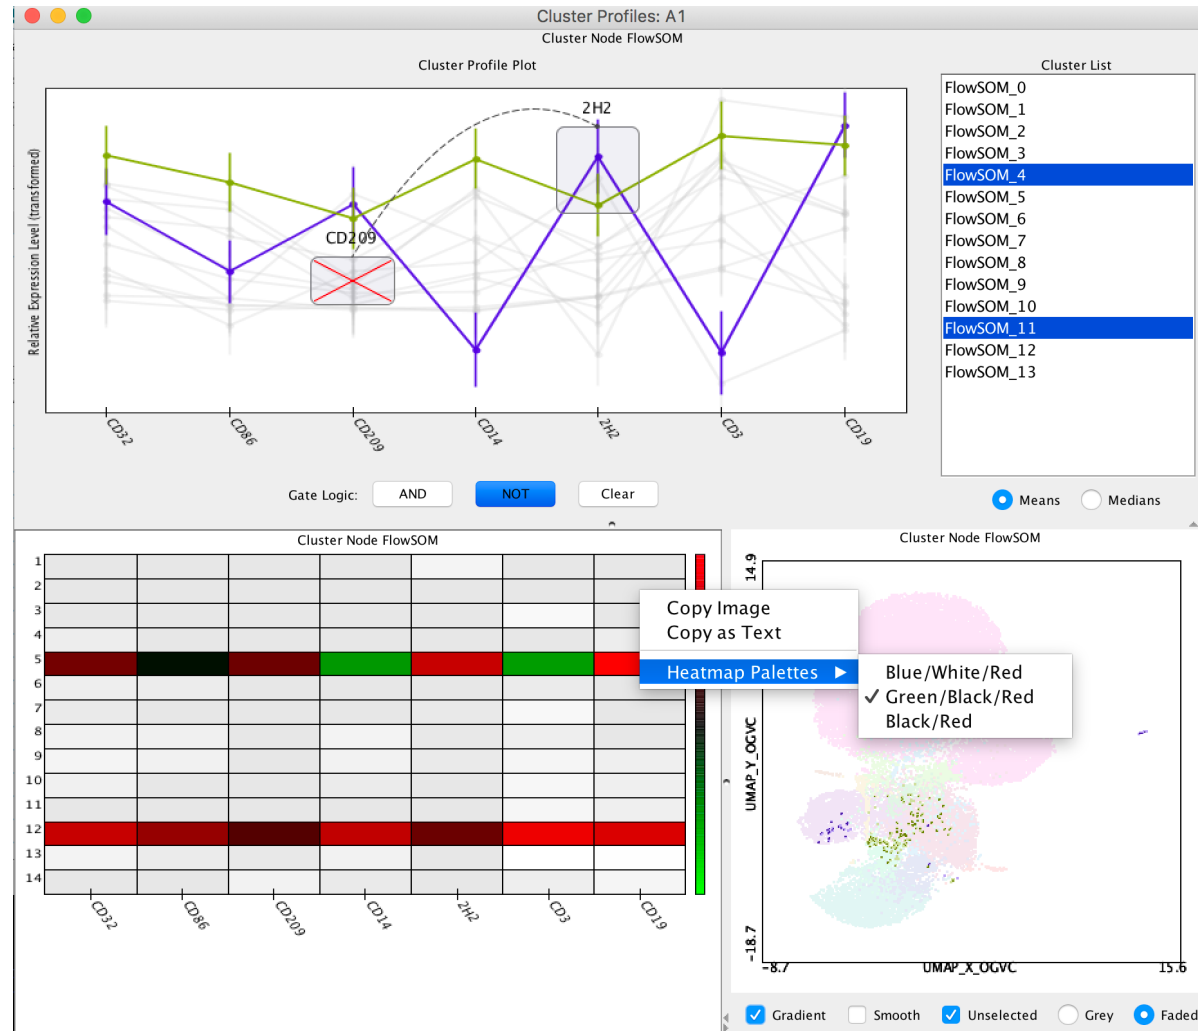 Cluster Profiles: A1
Cluster Node FlowSOM
Cluster Profile Plot
Cluster List
Relative Expression Level (transformed)
2H2
CD209
CD32
CD86
CD209
CD14
2H2
CD3
CD19
FlowSOM_0
FlowSOM_1
FlowSOM_2
FlowSOM_3
FlowSOM_4
FlowSOM_5
FlowSOM_6
FlowSOM_7
FlowSOM_8
FlowSOM_9
FlowSOM_10
FlowSOM_11
FlowSOM_12
FlowSOM_13
Gate Logic: AND NOT Clear
Means Medians
Cluster Node FlowSOM
1
2
3
4
5
6
7
8
9
10
11
12
13
14
CD32
CD86
CD209
CD14
2H2
CD3
CD19
Copy Image
Copy as Text
Heatmap Palettes
Blue/White/Red
Green/Black/Red
Black/Red
Cluster Node FlowSOM
14.9
UMAP_Y_OGVC
-18.7
-8.7 UMAP_X_OGVC 15.6
Gradient Smooth Unselected Grey Faded